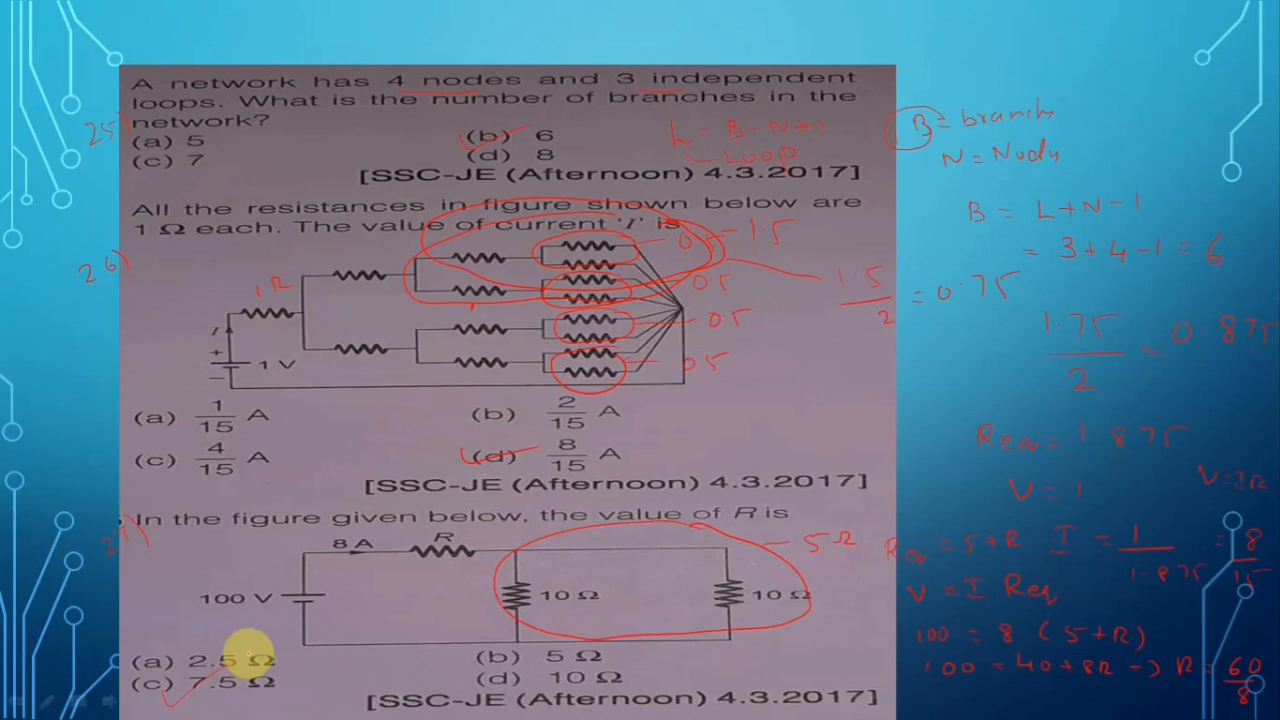 A network has 4 nodes and 3 independent
loops. What is the number of branches in the
network?
25)
(a) 5
(b) 6
(c) 7
(d) 8
L = B - N + 1
Loop
[SSC-JE (Afternoon) 4.3.2017]
B = branch
N = Node
B = L + N - 1
= 3 + 4 - 1 = 6
All the resistances in figure shown below are
1 Ω each. The value of current 'I' is
26)
1Ω
I
+
−
1 V
0.5 - 1.5
0.5
0.5
0.5
1.5/2 = 0.75
1.75/2 = 0.875
(a) 1/15 A
(b) 2/15 A
(c) 4/15 A
(d) 8/15 A
Req = 1.875
V = 1
V = IR
I = 1/1.875 = 8/15
[SSC-JE (Afternoon) 4.3.2017]
27)
In the figure given below, the value of R is
8 A
R
100 V
10 Ω
10 Ω
5Ω
Req = 5 + R
V = I Req
100 = 8 (5 + R)
100 = 40 + 8R → R = 60/8
(a) 2.5 Ω
(b) 5 Ω
(c) 7.5 Ω
(d) 10 Ω
[SSC-JE (Afternoon) 4.3.2017]